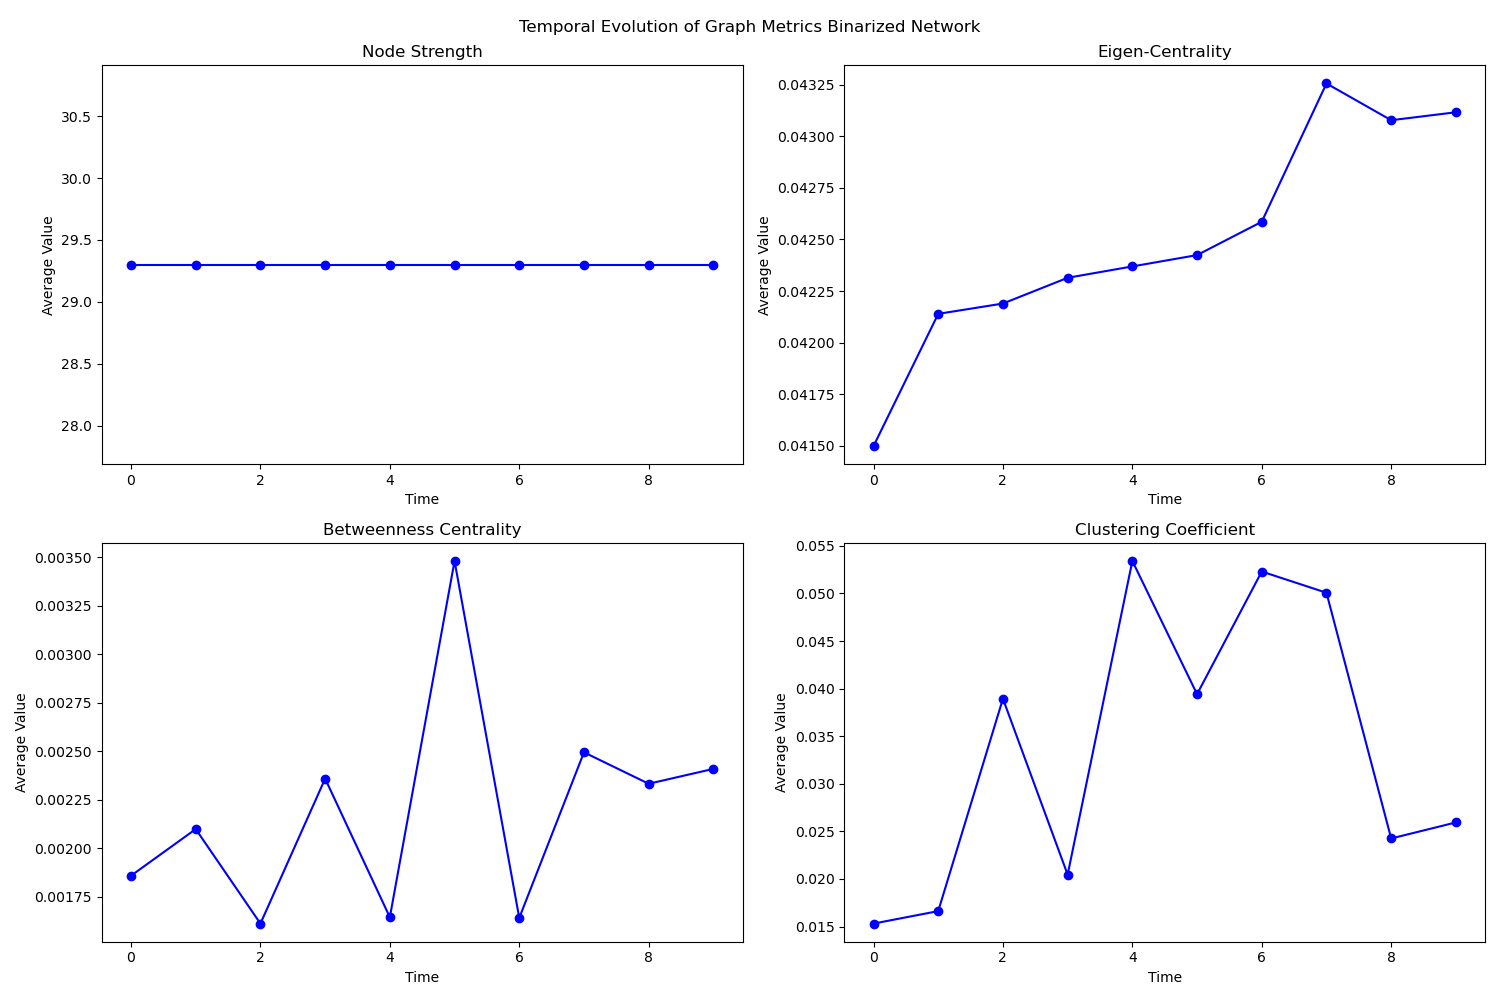 Temporal Evolution of Graph Metrics Binarized Network
Node Strength
Average Value
30.5
30.0
29.5
29.0
28.5
28.0
0 2 4 6 8
Time
Eigen-Centrality
Average Value
0.04325
0.04300
0.04275
0.04250
0.04225
0.04200
0.04175
0.04150
0 2 4 6 8
Time
Betweenness Centrality
Average Value
0.00350
0.00325
0.00300
0.00275
0.00250
0.00225
0.00200
0.00175
0 2 4 6 8
Time
Clustering Coefficient
Average Value
0.055
0.050
0.045
0.040
0.035
0.030
0.025
0.020
0.015
0 2 4 6 8
Time